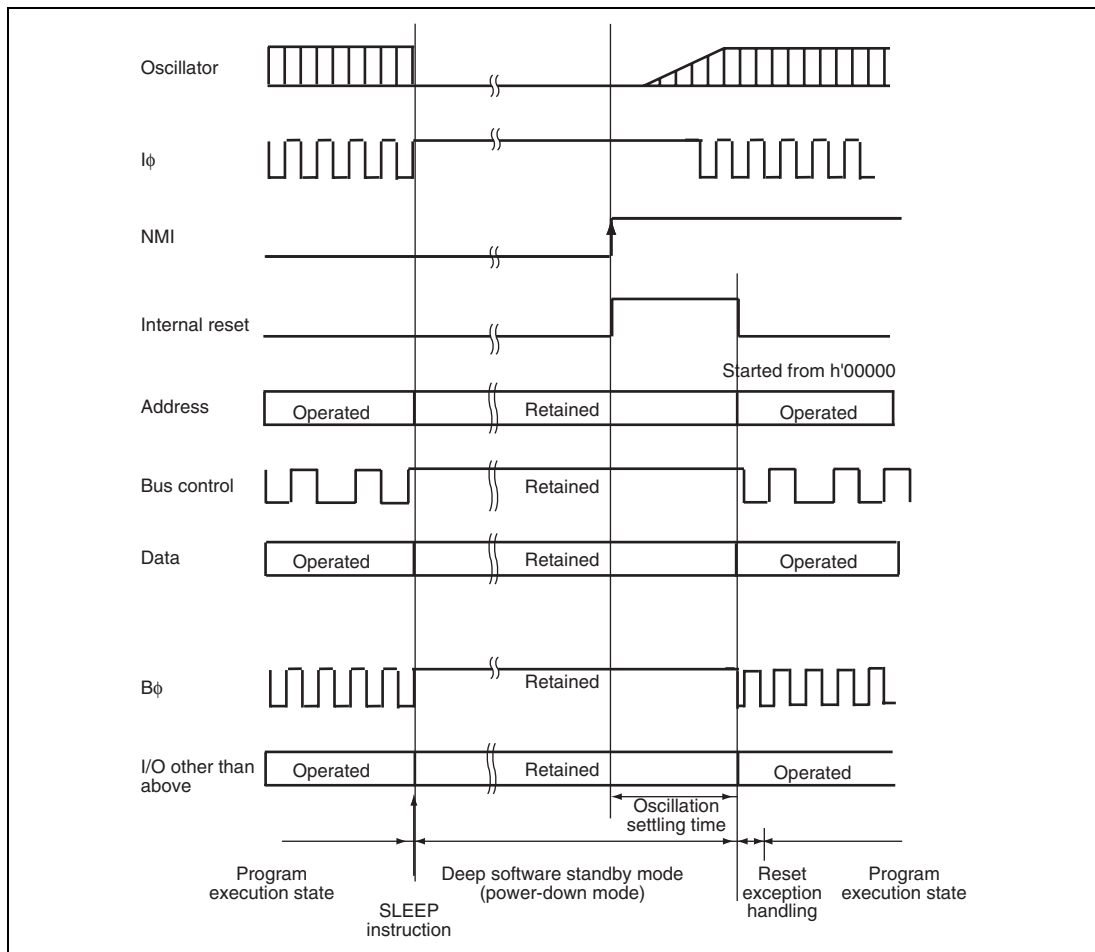 Oscillator
Iϕ
NMI
Internal reset
Started from h'00000
Address
Operated
Retained
Operated
Bus control
Retained
Data
Operated
Retained
Operated
Bϕ
Retained
I/O other than
above
Operated
Retained
Operated
Oscillation
settling time
Program
execution state
SLEEP
instruction
Deep software standby mode
(power-down mode)
Reset
exception
handling
Program
execution state